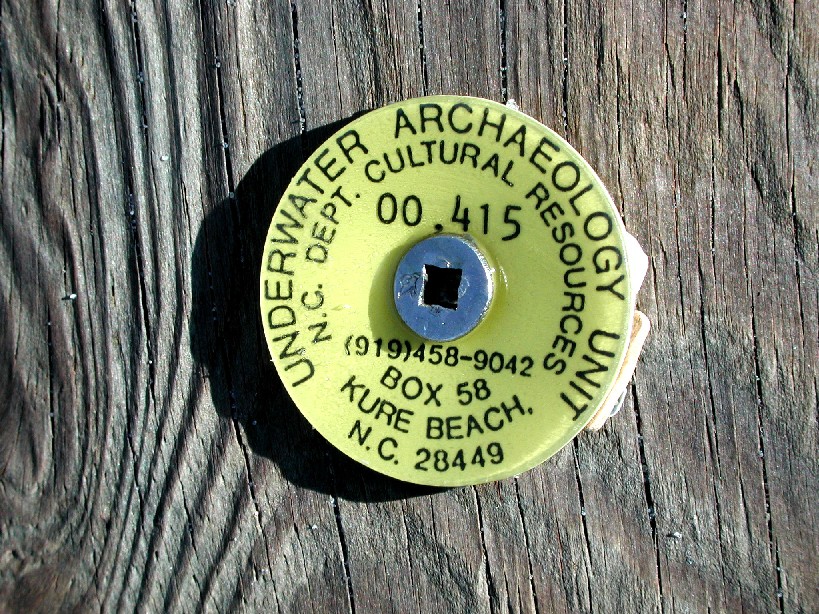 UNDERWATER ARCHAEOLOGY UNIT
N.C. DEPT. CULTURAL RESOURCES
00.415
(919)458-9042
BOX 58
KURE BEACH,
N.C. 28449